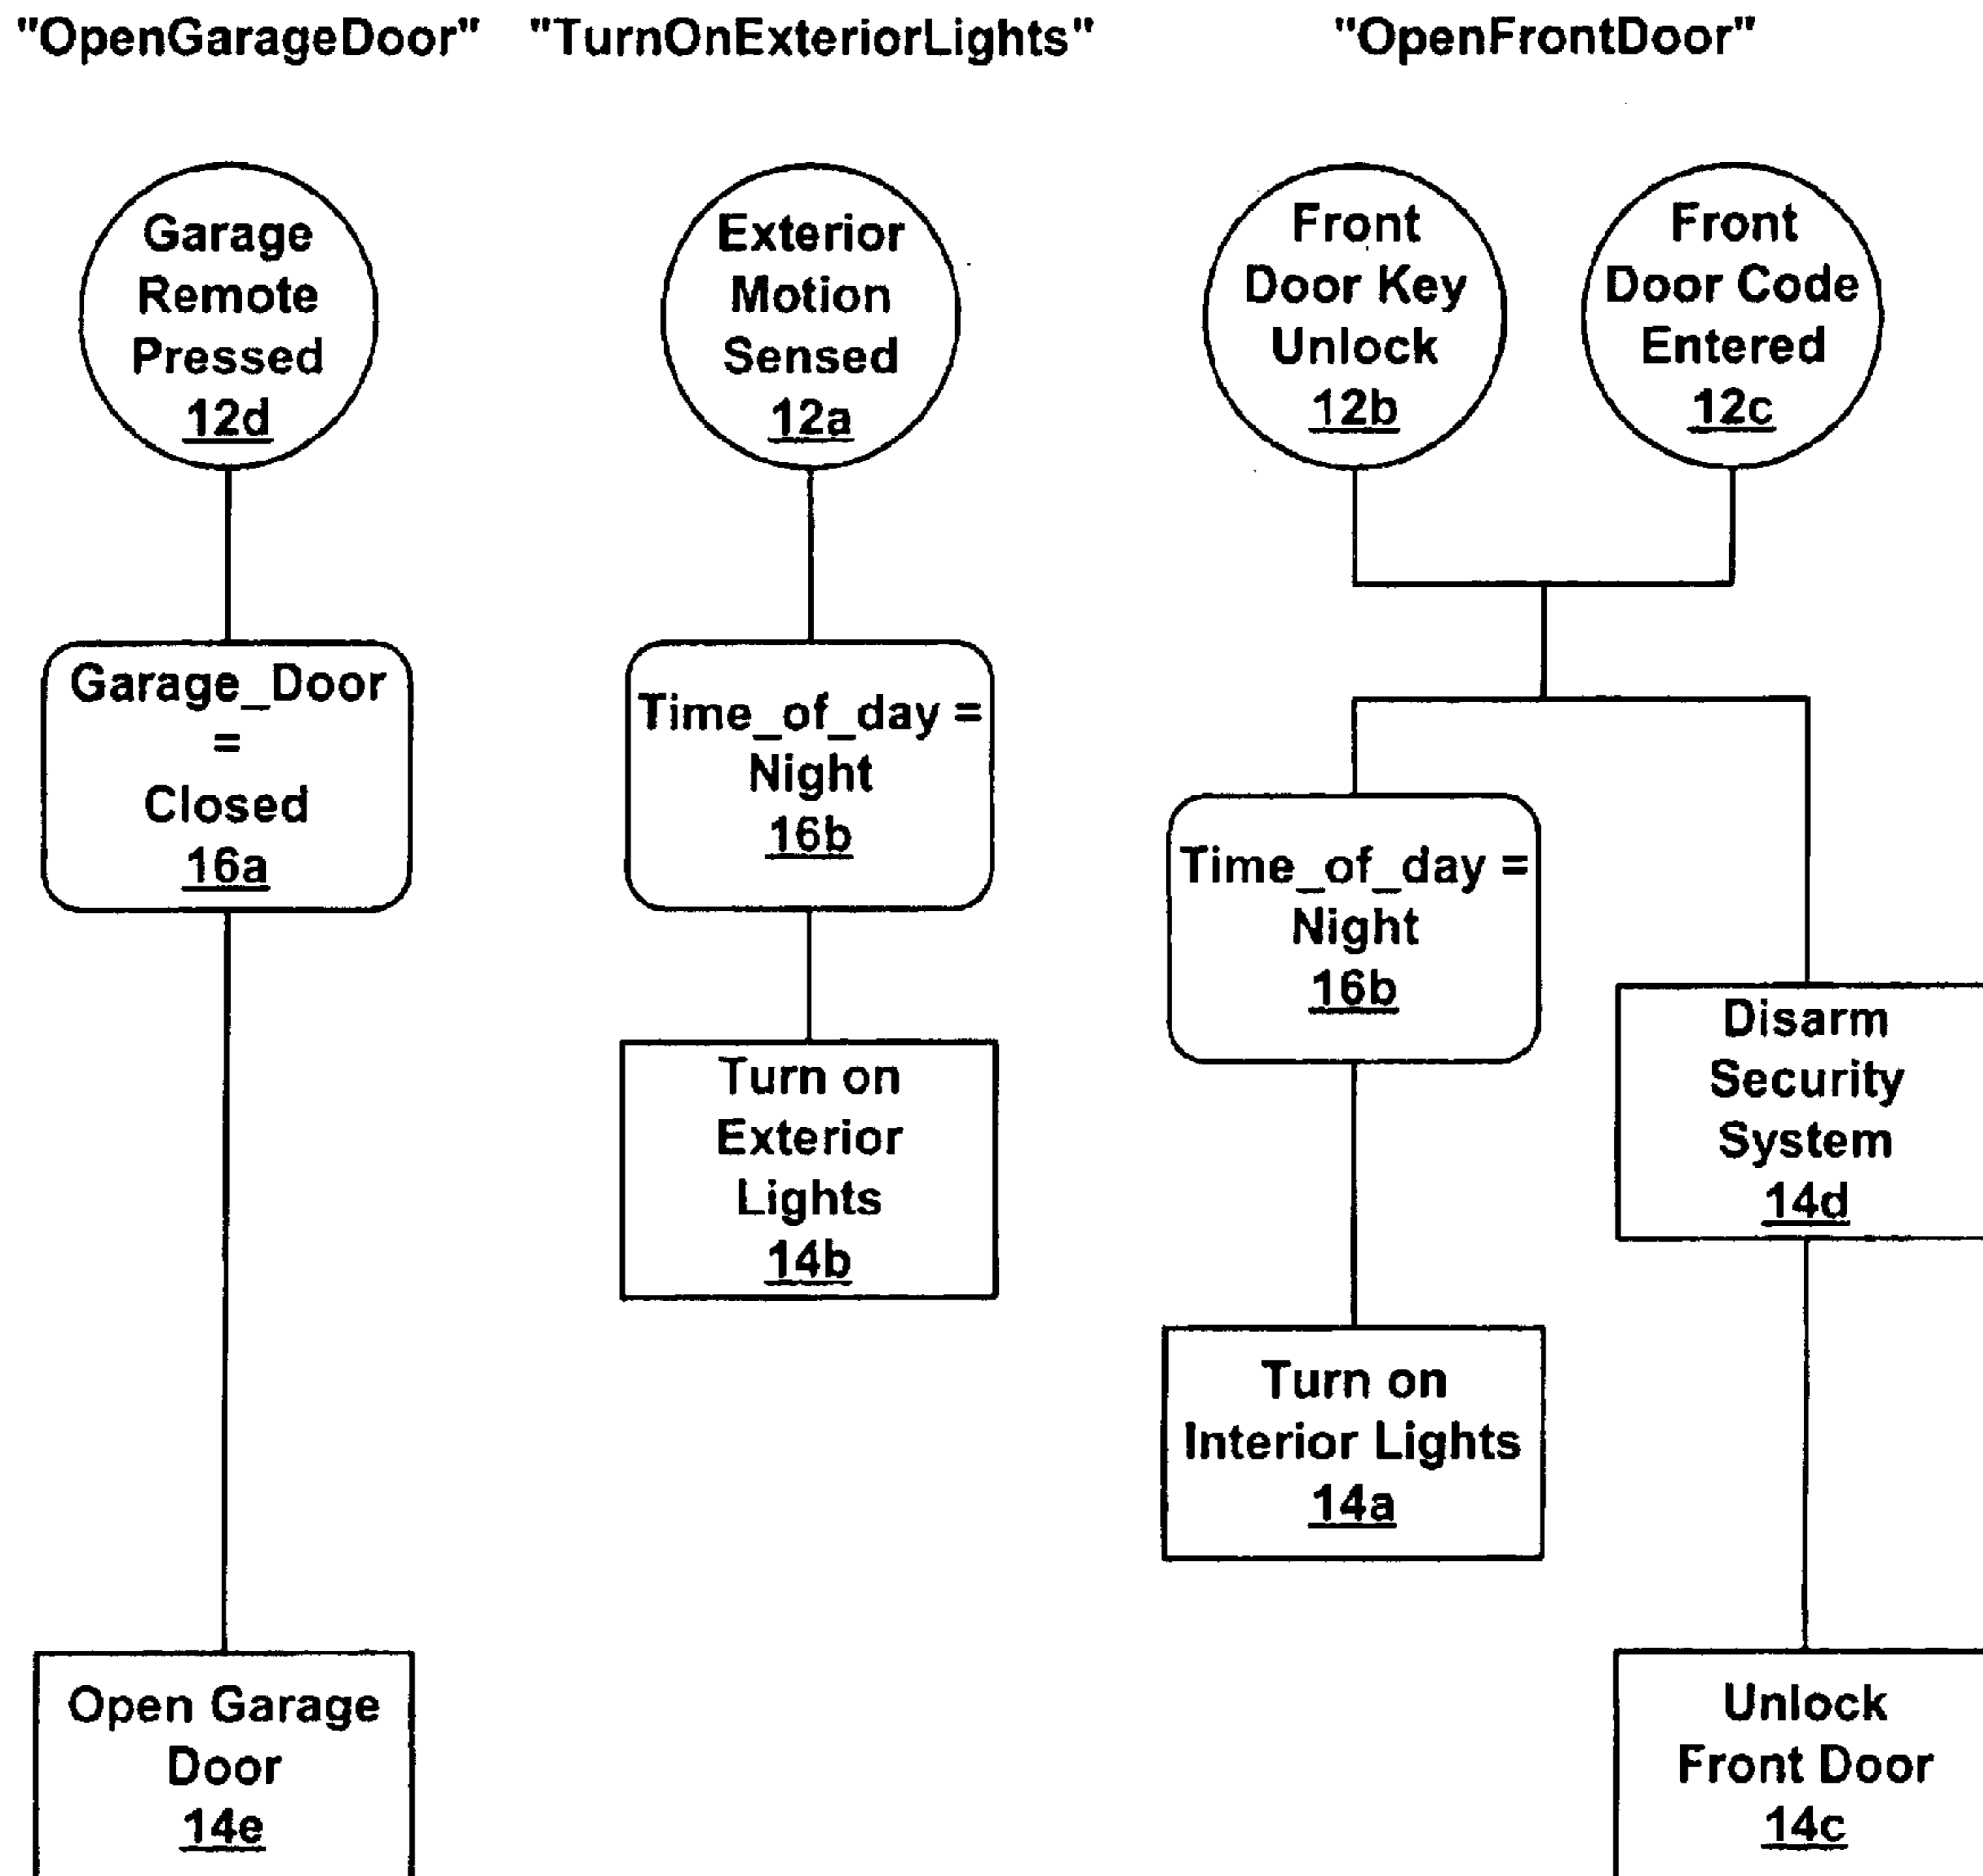 "OpenGarageDoor" "TurnOnExteriorLights" "OpenFrontDoor"
Garage
Remote
Pressed
12d
Exterior
Motion
Sensed
12a
Front
Door Key
Unlock
12b
Front
Door Code
Entered
12c
Garage_Door
=
Closed
16a
Time_of_day =
Night
16b
Time_of_day =
Night
16b
Disarm
Security
System
14d
Turn on
Exterior
Lights
14b
Turn on
Interior Lights
14a
Open Garage
Door
14e
Unlock
Front Door
14c